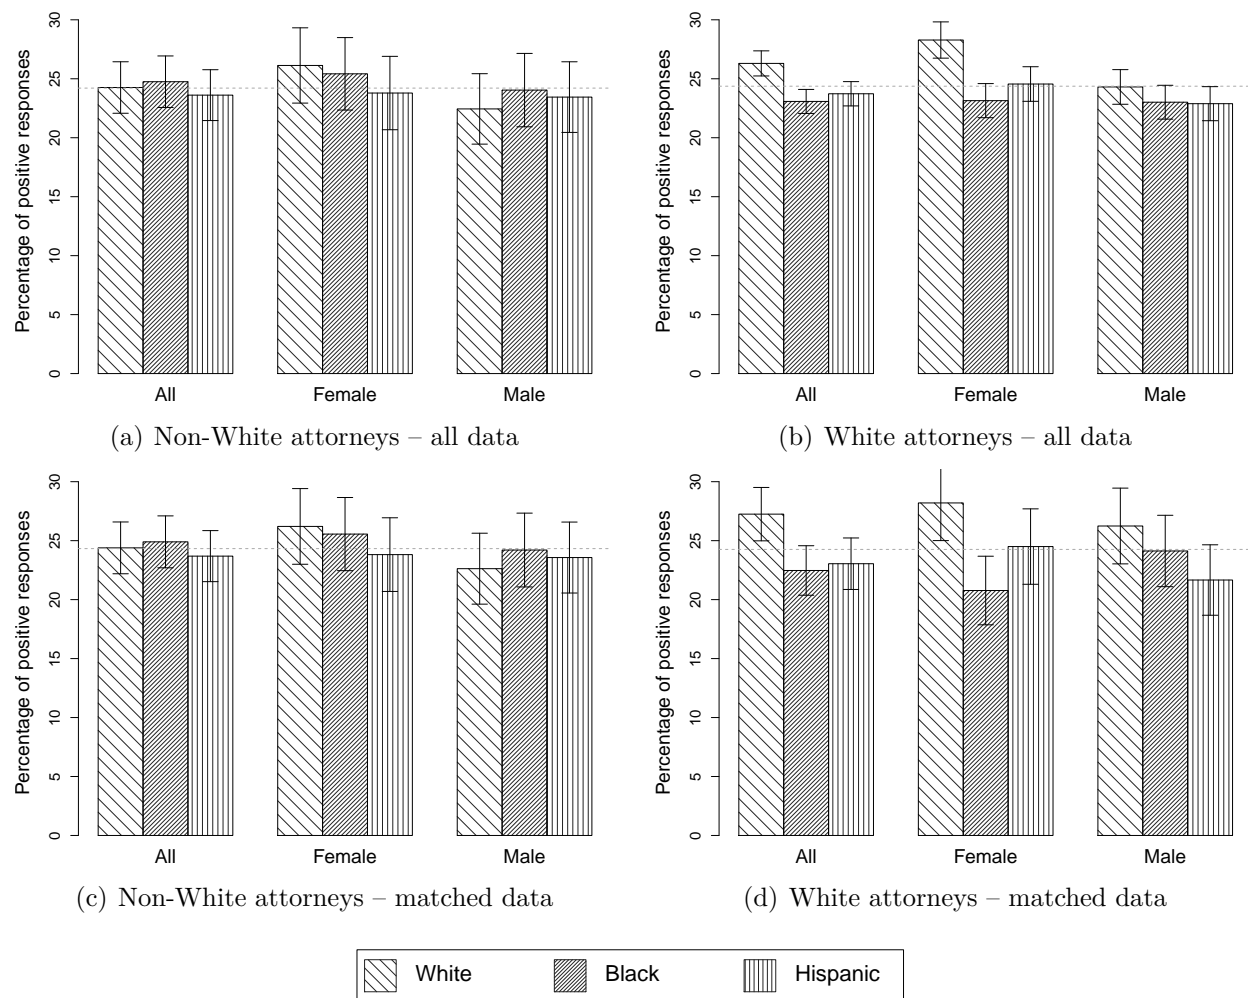 Percentage of positive responses
0 5 10 15 20 25 30
All Female Male
(a) Non-White attorneys – all data
Percentage of positive responses
0 5 10 15 20 25 30
All Female Male
(b) White attorneys – all data
Percentage of positive responses
0 5 10 15 20 25 30
All Female Male
(c) Non-White attorneys – matched data
Percentage of positive responses
0 5 10 15 20 25 30
All Female Male
(d) White attorneys – matched data
White Black Hispanic